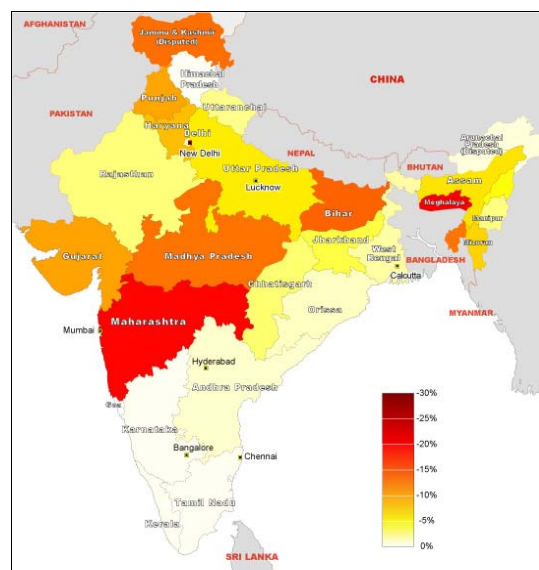 AFGHANISTAN
Jammu & Kashmir
(Disputed)
CHINA
Himachal
Pradesh
Punjab
Uttaranchal
PAKISTAN
Haryana
Delhi
New Delhi
Arunachal
Pradesh
(Disputed)
NEPAL
BHUTAN
Rajasthan
Uttar Pradesh
Lucknow
Assam
Meghalaya
Bihar
Manipur
Jharkhand
Mizoram
West
Bengal
BANGLADESH
Gujarat
Madhya Pradesh
Calcutta
Chhatisgarh
Orissa
MYANMAR
Maharashtra
Mumbai
Hyderabad
Andhra Pradesh
Goa
Karnataka
Bangalore
Chennai
Tamil Nadu
Kerala
SRI LANKA
-30%
-25%
-20%
-15%
-10%
-5%
0%